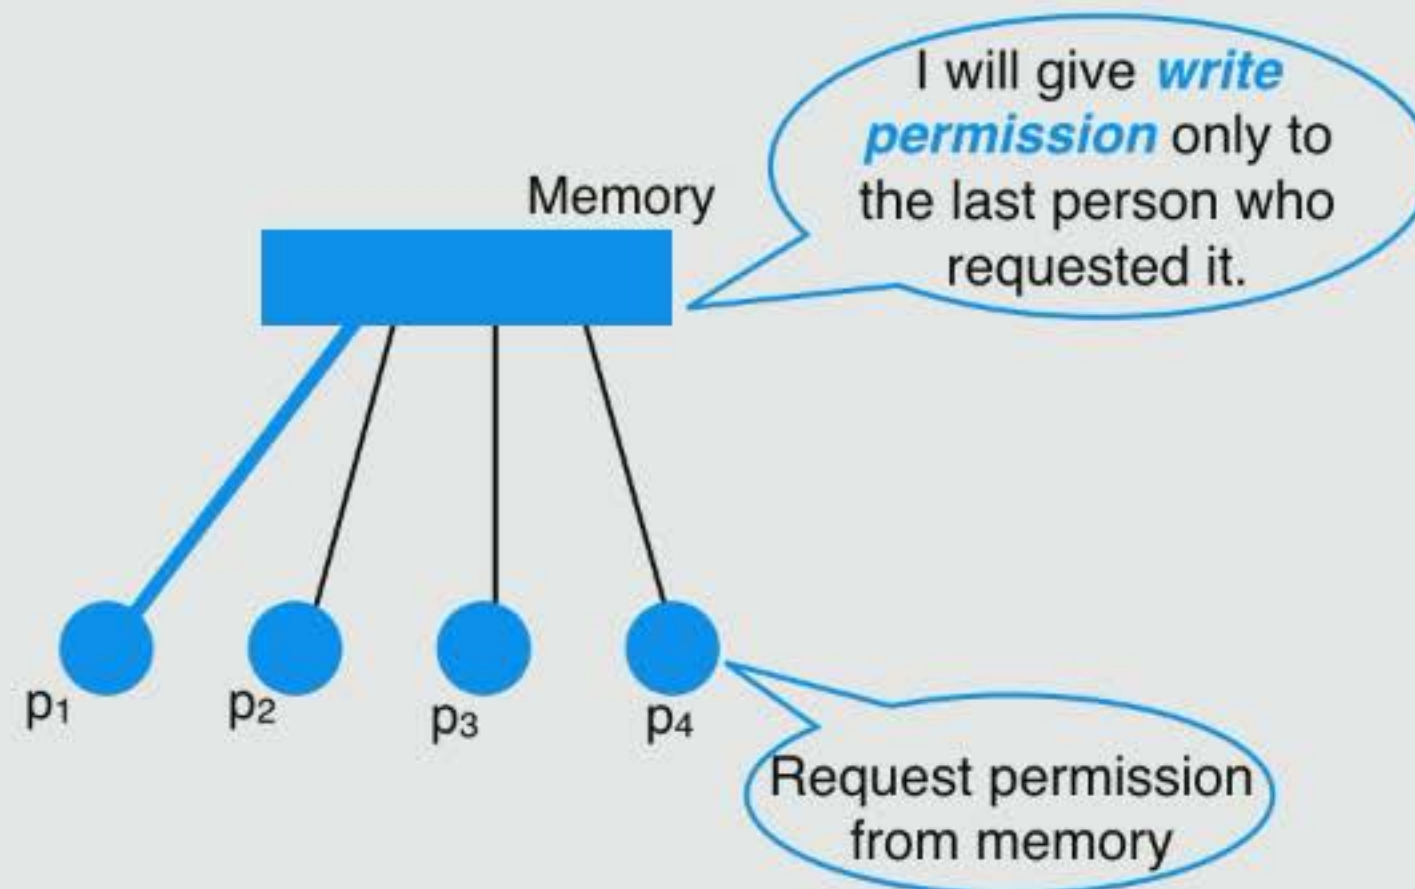 I will give write
permission only to
the last person who
requested it.
Memory
p1
p2
p3
p4
Request permission
from memory